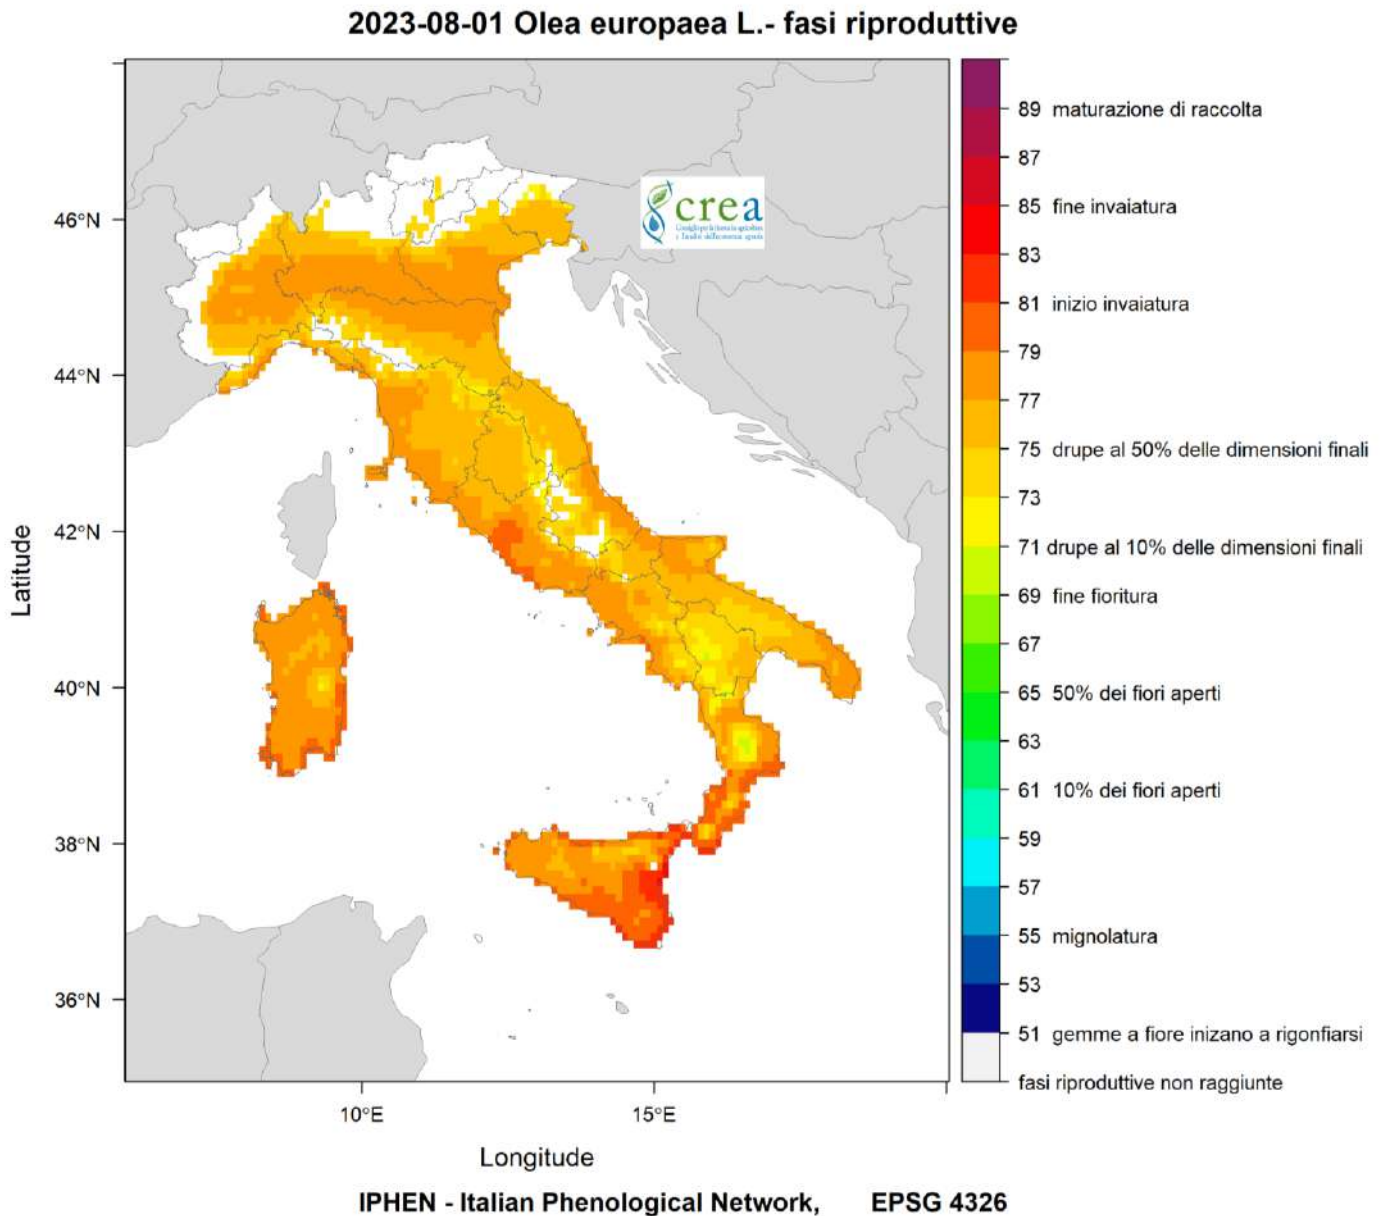 2023-08-01 Olea europaea L.- fasi riproduttive
crea
89 maturazione di raccolta
87
85 fine invaiatura
83
81 inizio invaiatura
79
77
75 drupe al 50% delle dimensioni finali
73
71 drupe al 10% delle dimensioni finali
69 fine fioritura
67
65 50% dei fiori aperti
63
61 10% dei fiori aperti
59
57
55 mignolatura
53
51 gemme a fiore inizano a rigonfiarsi
fasi riproduttive non raggiunte
46°N
44°N
42°N
40°N
38°N
36°N
Latitude
10°E
15°E
Longitude
IPHEN - Italian Phenological Network, EPSG 4326